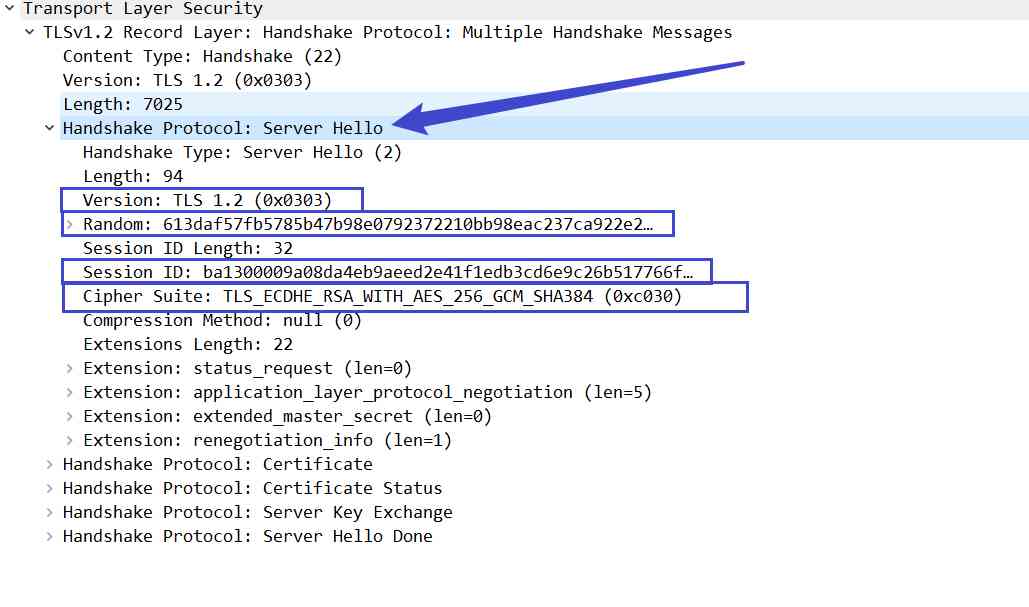 Transport Layer Security
TLSv1.2 Record Layer: Handshake Protocol: Multiple Handshake Messages
Content Type: Handshake (22)
Version: TLS 1.2 (0x0303)
Length: 7025
Handshake Protocol: Server Hello
Handshake Type: Server Hello (2)
Length: 94
Version: TLS 1.2 (0x0303)
Random: 613daf57fb5785b47b98e0792372210bb98eac237ca922e2…
Session ID Length: 32
Session ID: ba1300009a08da4eb9aeed2e41f1edb3cd6e9c26b517766f…
Cipher Suite: TLS_ECDHE_RSA_WITH_AES_256_GCM_SHA384 (0xc030)
Compression Method: null (0)
Extensions Length: 22
Extension: status_request (len=0)
Extension: application_layer_protocol_negotiation (len=5)
Extension: extended_master_secret (len=0)
Extension: renegotiation_info (len=1)
Handshake Protocol: Certificate
Handshake Protocol: Certificate Status
Handshake Protocol: Server Key Exchange
Handshake Protocol: Server Hello Done